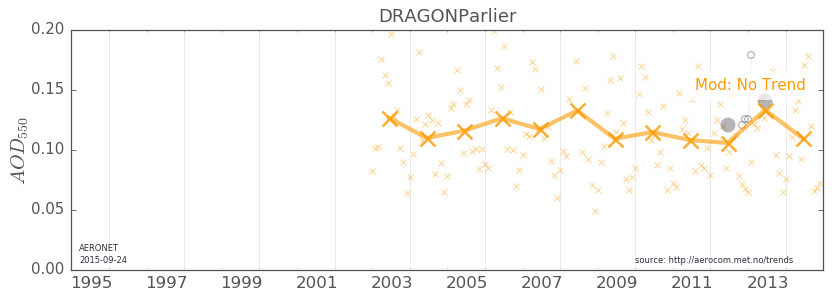 DRAGONParlier
0.20
0.15
0.10
0.05
0.00
AOD550
Mod: No Trend
AERONET
2015-09-24
source: http://aerocom.met.no/trends
1995 1997 1999 2001 2003 2005 2007 2009 2011 2013